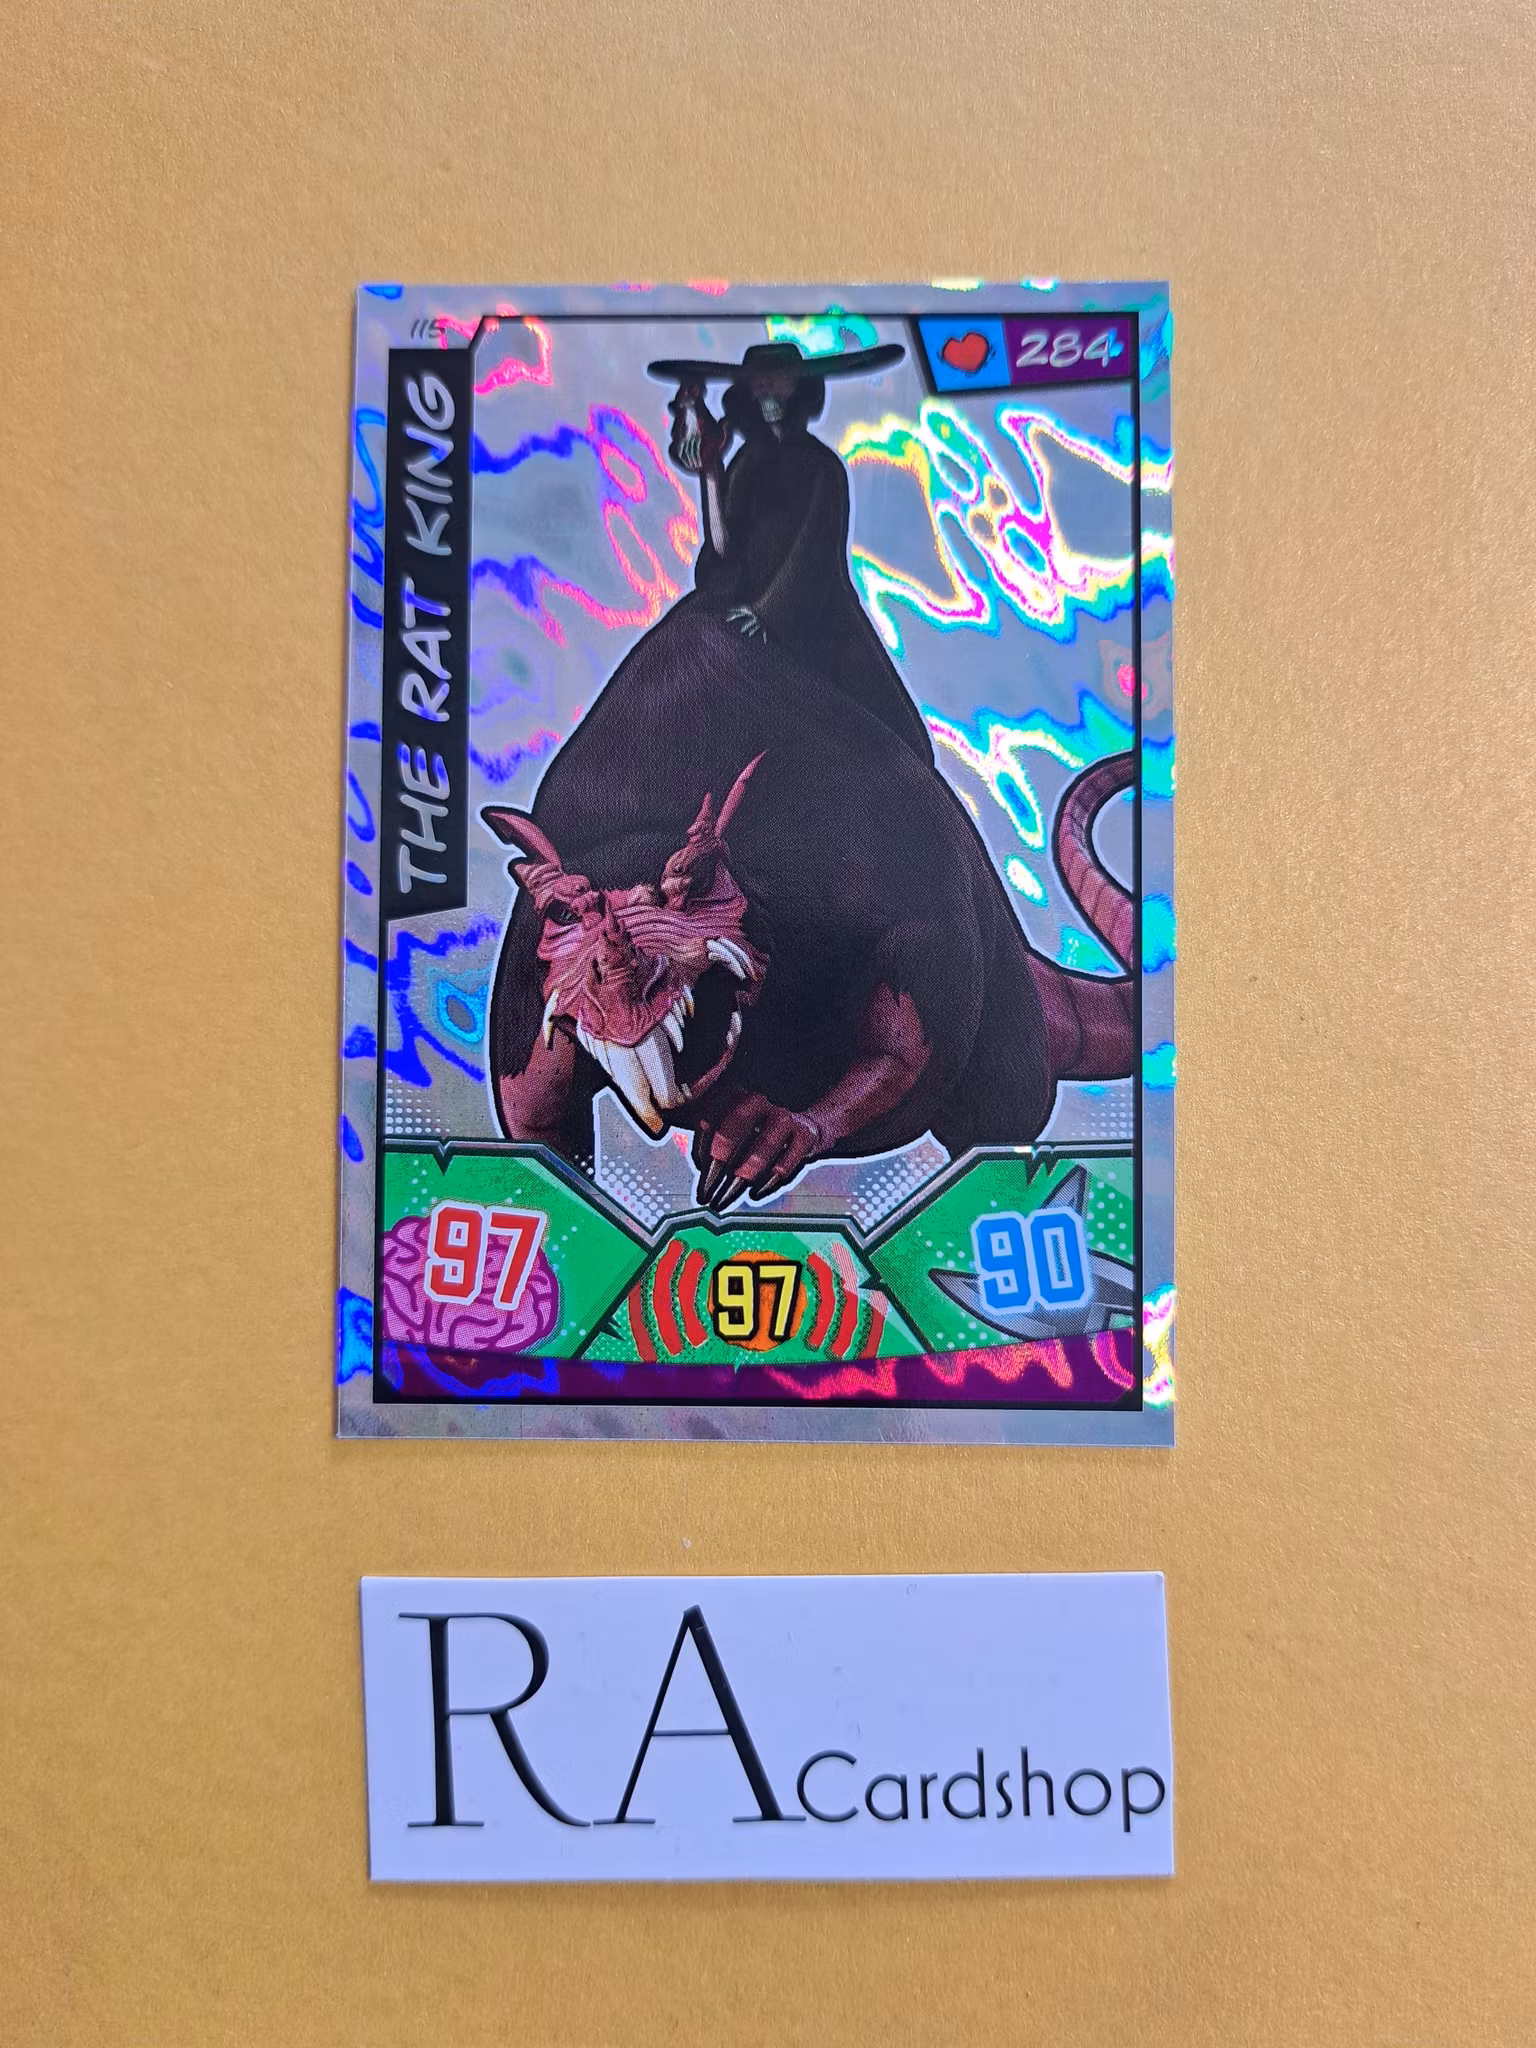 115
284
THE RAT KING
97
97
90
RA Cardshop